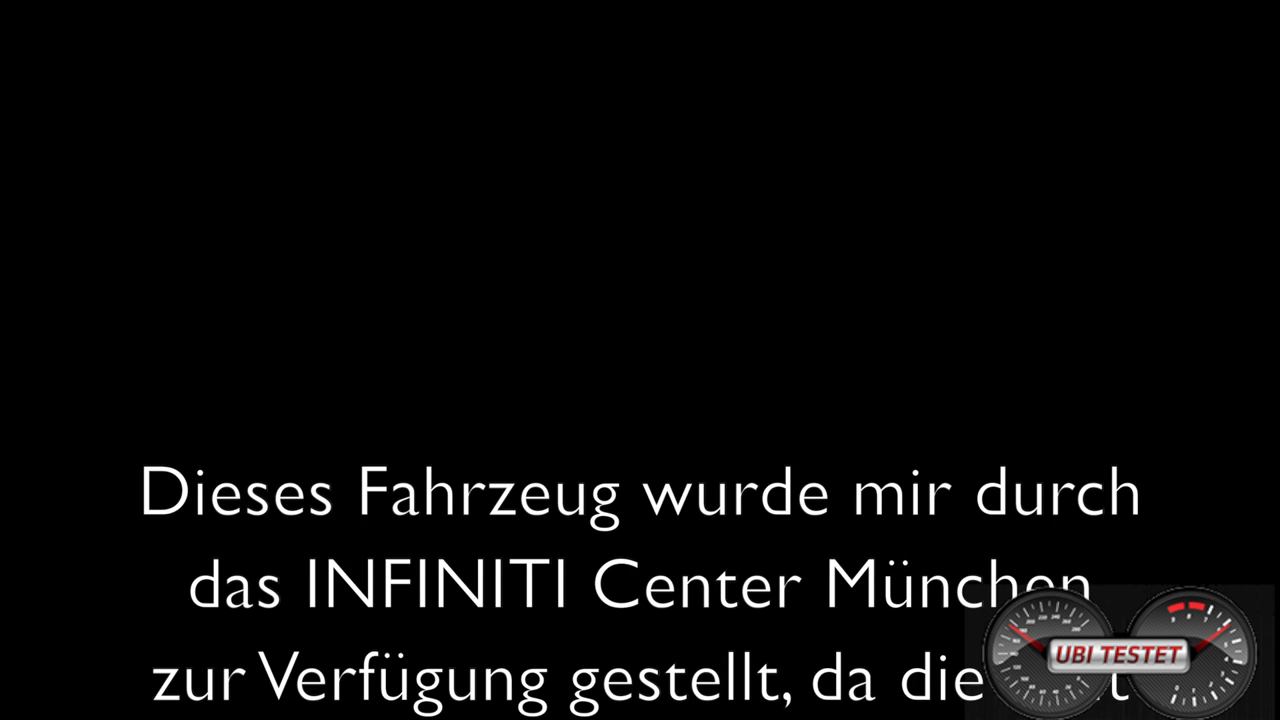 Dieses Fahrzeug wurde mir durch
das INFINITI Center München
zur Verfügung gestellt, da die
UBI TESTET